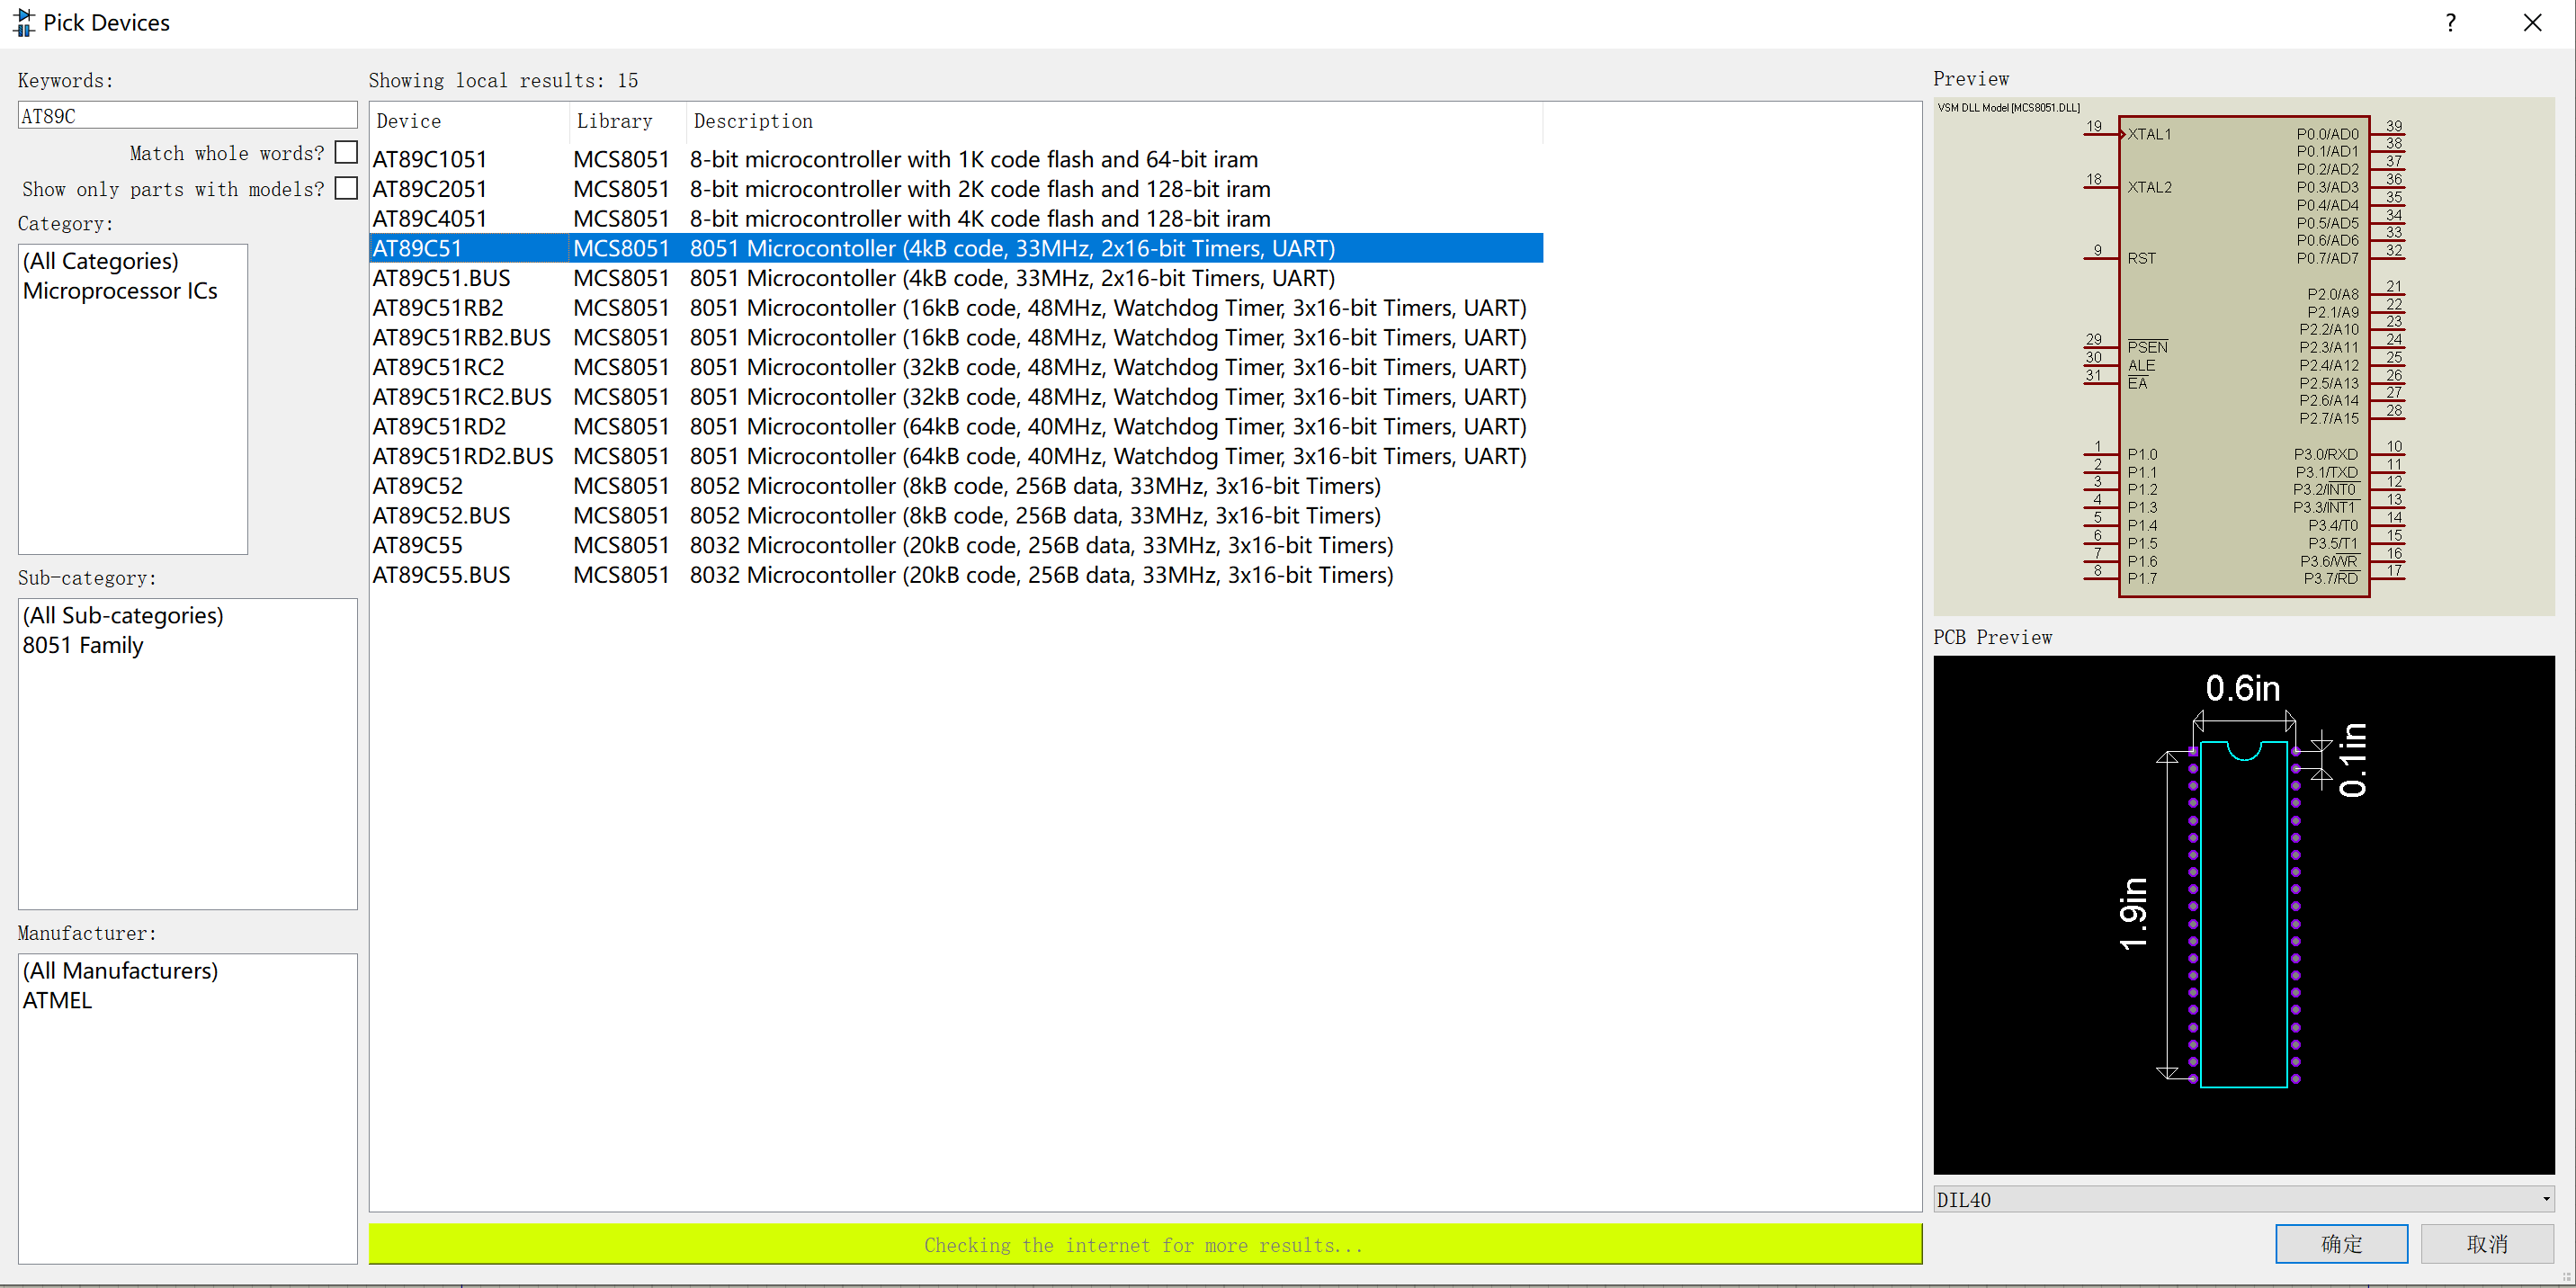 Pick Devices
?
Keywords:
AT89C
Match whole words?
Show only parts with models?
Category:
(All Categories)
Microprocessor ICs
Sub-category:
(All Sub-categories)
8051 Family
Manufacturer:
(All Manufacturers)
ATMEL
Showing local results: 15
Device Library Description
AT89C1051 MCS8051 8-bit microcontroller with 1K code flash and 64-bit iram
AT89C2051 MCS8051 8-bit microcontroller with 2K code flash and 128-bit iram
AT89C4051 MCS8051 8-bit microcontroller with 4K code flash and 128-bit iram
AT89C51 MCS8051 8051 Microcontoller (4kB code, 33MHz, 2x16-bit Timers, UART)
AT89C51.BUS MCS8051 8051 Microcontoller (4kB code, 33MHz, 2x16-bit Timers, UART)
AT89C51RB2 MCS8051 8051 Microcontoller (16kB code, 48MHz, Watchdog Timer, 3x16-bit Timers, UART)
AT89C51RB2.BUS MCS8051 8051 Microcontoller (16kB code, 48MHz, Watchdog Timer, 3x16-bit Timers, UART)
AT89C51RC2 MCS8051 8051 Microcontoller (32kB code, 48MHz, Watchdog Timer, 3x16-bit Timers, UART)
AT89C51RC2.BUS MCS8051 8051 Microcontoller (32kB code, 48MHz, Watchdog Timer, 3x16-bit Timers, UART)
AT89C51RD2 MCS8051 8051 Microcontoller (64kB code, 40MHz, Watchdog Timer, 3x16-bit Timers, UART)
AT89C51RD2.BUS MCS8051 8051 Microcontoller (64kB code, 40MHz, Watchdog Timer, 3x16-bit Timers, UART)
AT89C52 MCS8051 8052 Microcontoller (8kB code, 256B data, 33MHz, 3x16-bit Timers)
AT89C52.BUS MCS8051 8052 Microcontoller (8kB code, 256B data, 33MHz, 3x16-bit Timers)
AT89C55 MCS8051 8032 Microcontoller (20kB code, 256B data, 33MHz, 3x16-bit Timers)
AT89C55.BUS MCS8051 8032 Microcontoller (20kB code, 256B data, 33MHz, 3x16-bit Timers)
Checking the internet for more results...
Preview
VSM DLL Model [MCS8051.DLL]
19 XTAL1 P0.0/AD0 39
P0.1/AD1 38
P0.2/AD2 37
18 XTAL2 P0.3/AD3 36
P0.4/AD4 35
P0.5/AD5 34
P0.6/AD6 33
9 RST P0.7/AD7 32
P2.0/A8 21
P2.1/A9 22
P2.2/A10 23
29 PSEN P2.3/A11 24
30 ALE P2.4/A12 25
31 EA P2.5/A13 26
P2.6/A14 27
P2.7/A15 28
1 P1.0 P3.0/RXD 10
2 P1.1 P3.1/TXD 11
3 P1.2 P3.2/INT0 12
4 P1.3 P3.3/INT1 13
5 P1.4 P3.4/T0 14
6 P1.5 P3.5/T1 15
7 P1.6 P3.6/WR 16
8 P1.7 P3.7/RD 17
PCB Preview
0.6in
0.1in
1.9in
DIL40
确定 取消